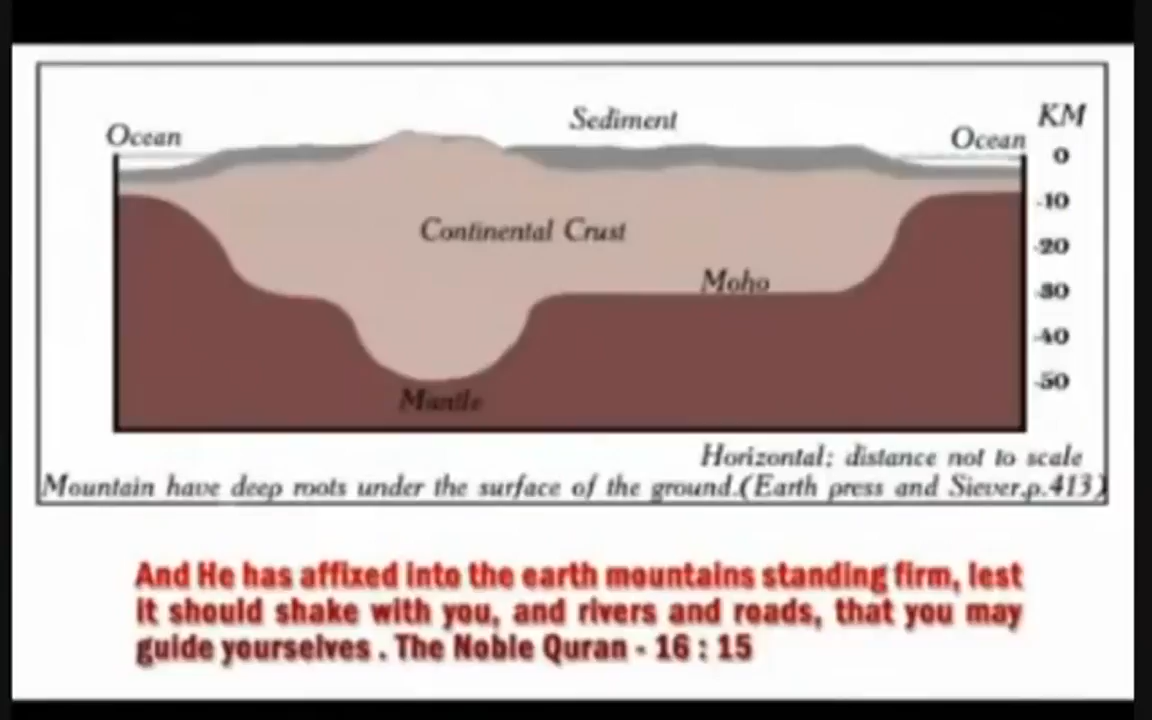 Sediment
KM
Ocean
Ocean
0
-10
Continental Crust
-20
Moho
-30
-40
-50
Mantle
Horizontal: distance not to scale
Mountain have deep roots under the surface of the ground.(Earth press and Siever.p.413)
And He has affixed into the earth mountains standing firm, lest
it should shake with you, and rivers and roads, that you may
guide yourselves . The Noble Quran - 16 : 15